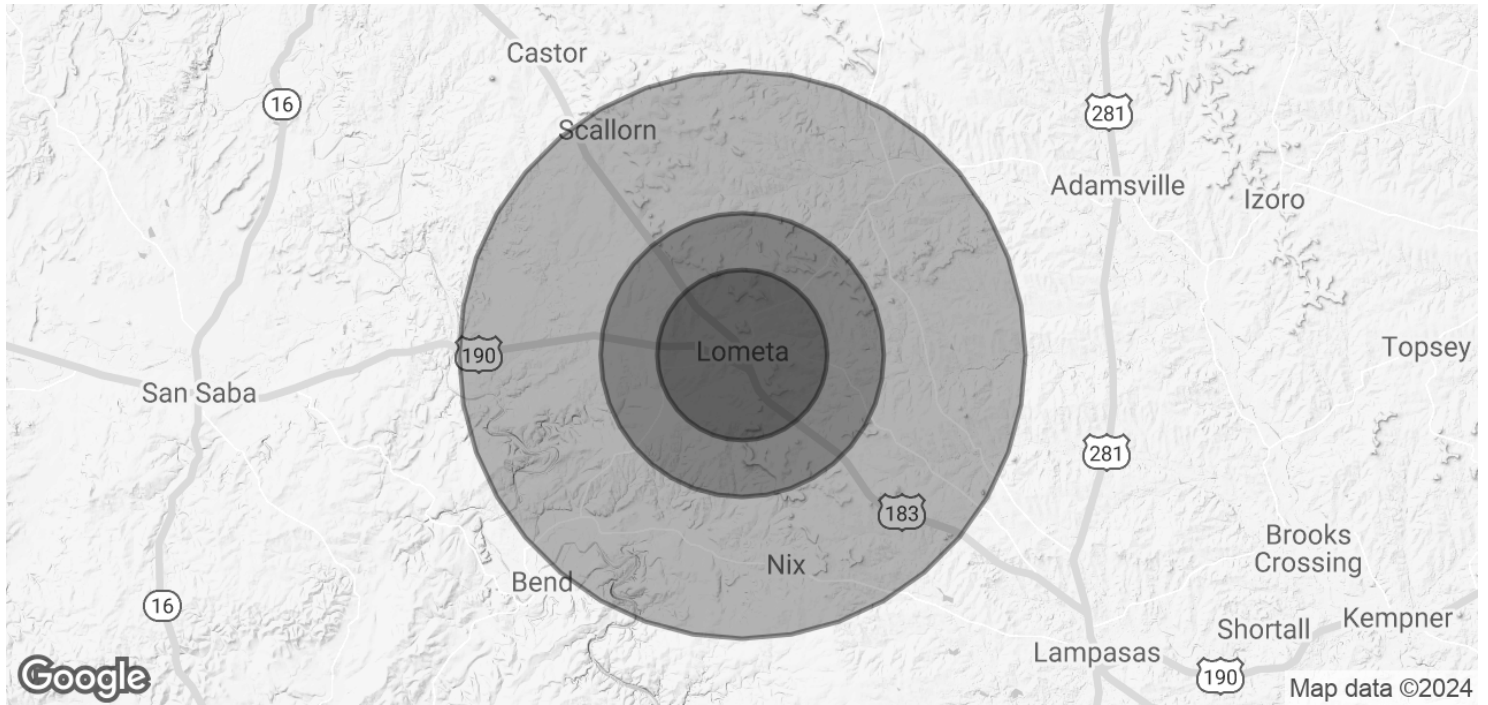 Castor
16
281
Scallorn
Adamsville
Izoro
190
Lometa
Topsey
San Saba
281
183
Brooks
Crossing
Nix
Bend
16
Kempner
Shortall
Lampasas
190
Google
Map data ©2024